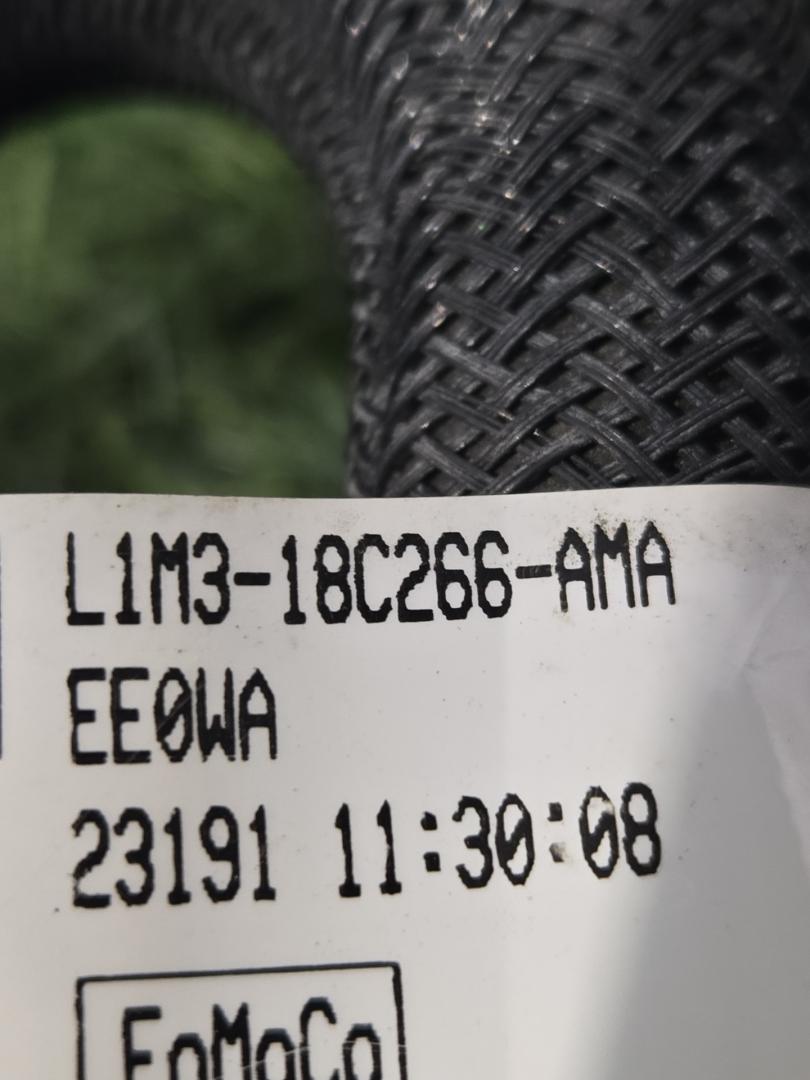 L1M3-18C266-AMA
EE0WA
23191 11:30:08
FoMoCo